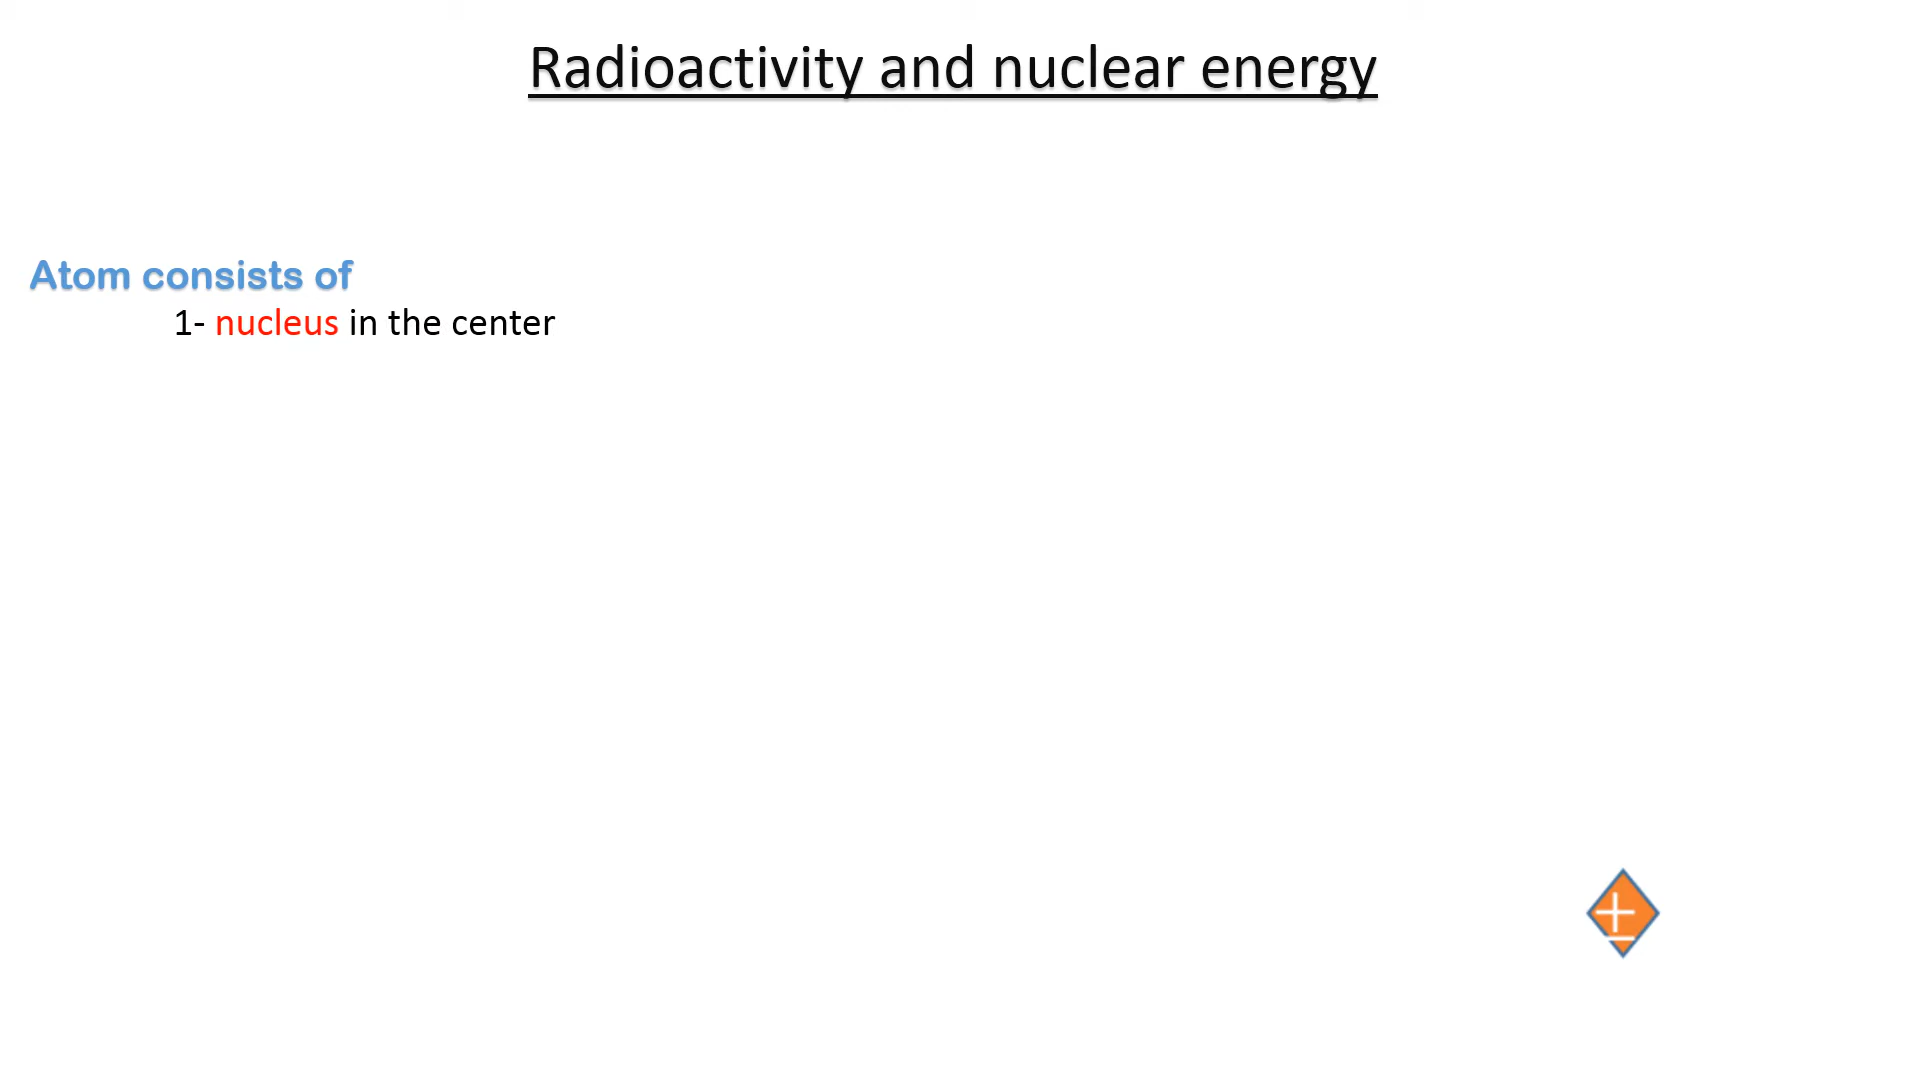 Radioactivity and nuclear energy
Atom consists of
1- nucleus in the center
±